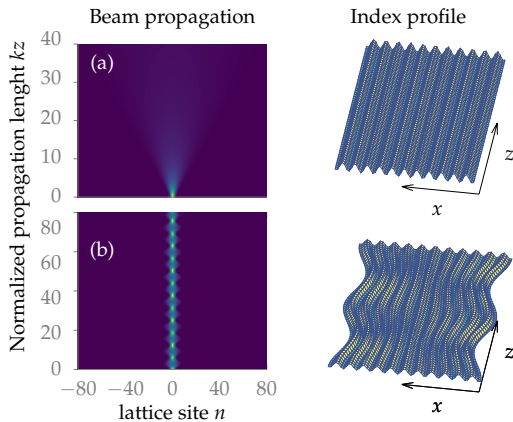 Beam propagation
Index profile
Normalized propagation lenght kz
40
30
20
10
0
(a)
z
x
80
60
40
20
0
(b)
z
x
−80
−40
0
40
80
lattice site n